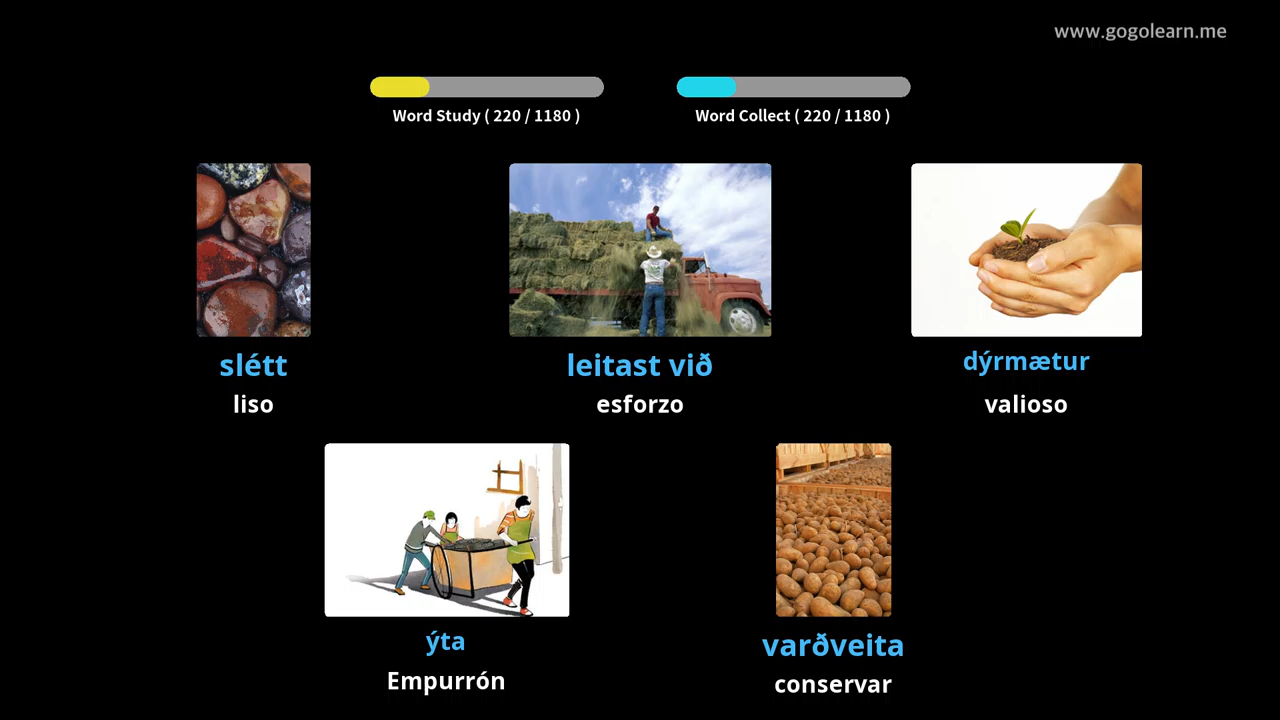 www.gogolearn.me
Word Study ( 220 / 1180 )
Word Collect ( 220 / 1180 )
slétt
liso
leitast við
esforzo
dýrmætur
valioso
ýta
Empurrón
varðveita
conservar